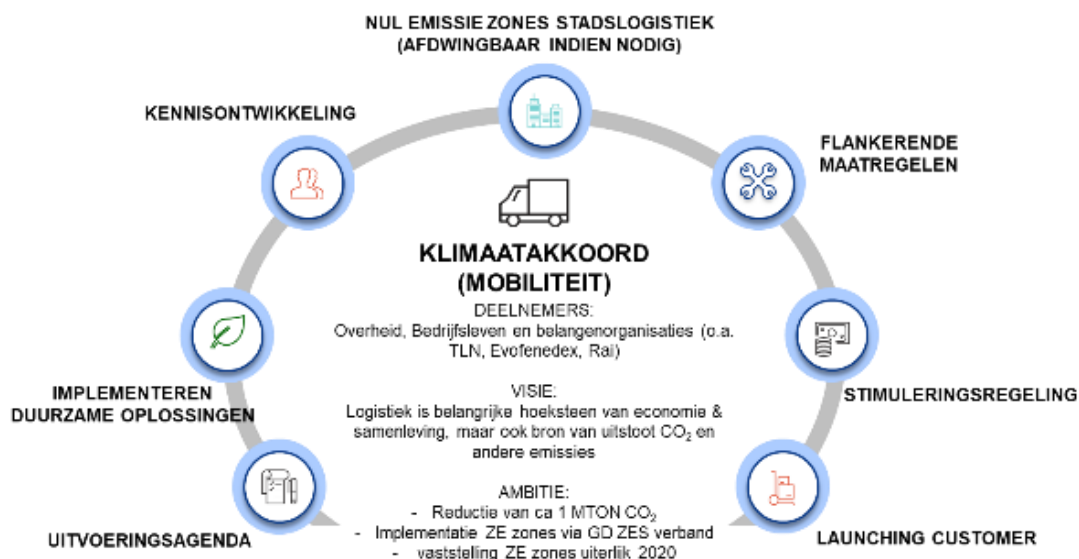 NUL EMISSIE ZONES STADSLOGISTIEK
(AFDWINGBAAR INDIEN NODIG)
KENNISONTWIKKELING
FLANKERENDE
MAATREGELEN
KLIMAATAKKOORD
(MOBILITEIT)
DEELNEMERS:
Overheid, Bedrijfsleven en belangenorganisaties (o.a.
TLN, Evofenedex, Rai)
IMPLEMENTEREN
DUURZAME OPLOSSINGEN
STIMULERINGSREGELING
VISIE:
Logistiek is belangrijke hoeksteen van economie &
samenleving, maar ook bron van uitstoot CO₂ en
andere emissies
AMBITIE:
- Reductie van ca 1 MTON CO₂
- Implementatie ZE zones via GD ZES verband
- vaststelling ZE zones uiterlijk 2020
UITVOERINGSAGENDA
LAUNCHING CUSTOMER